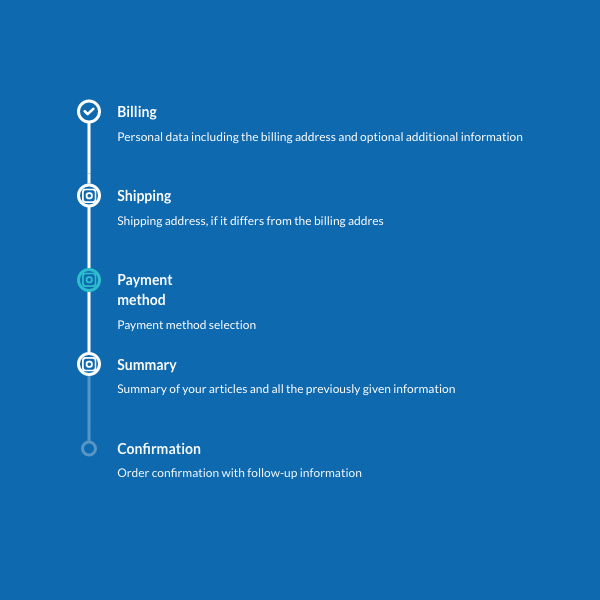 Billing
Personal data including the billing address and optional additional information
Shipping
Shipping address, if it differs from the billing addres
Payment
method
Payment method selection
Summary
Summary of your articles and all the previously given information
Confirmation
Order confirmation with follow-up information